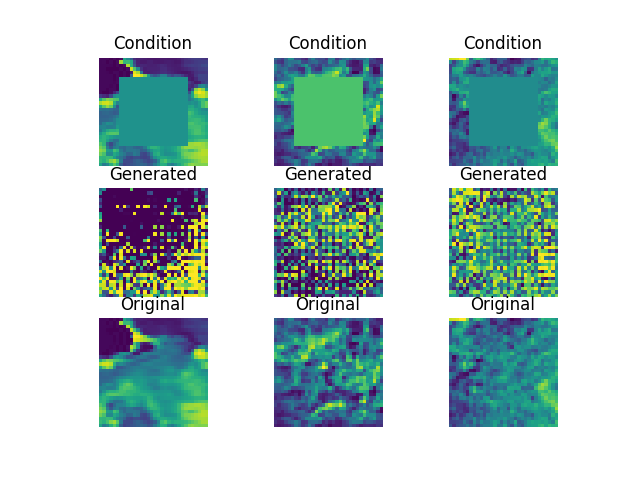 Condition Condition Condition
Generated Generated Generated
Original Original Original